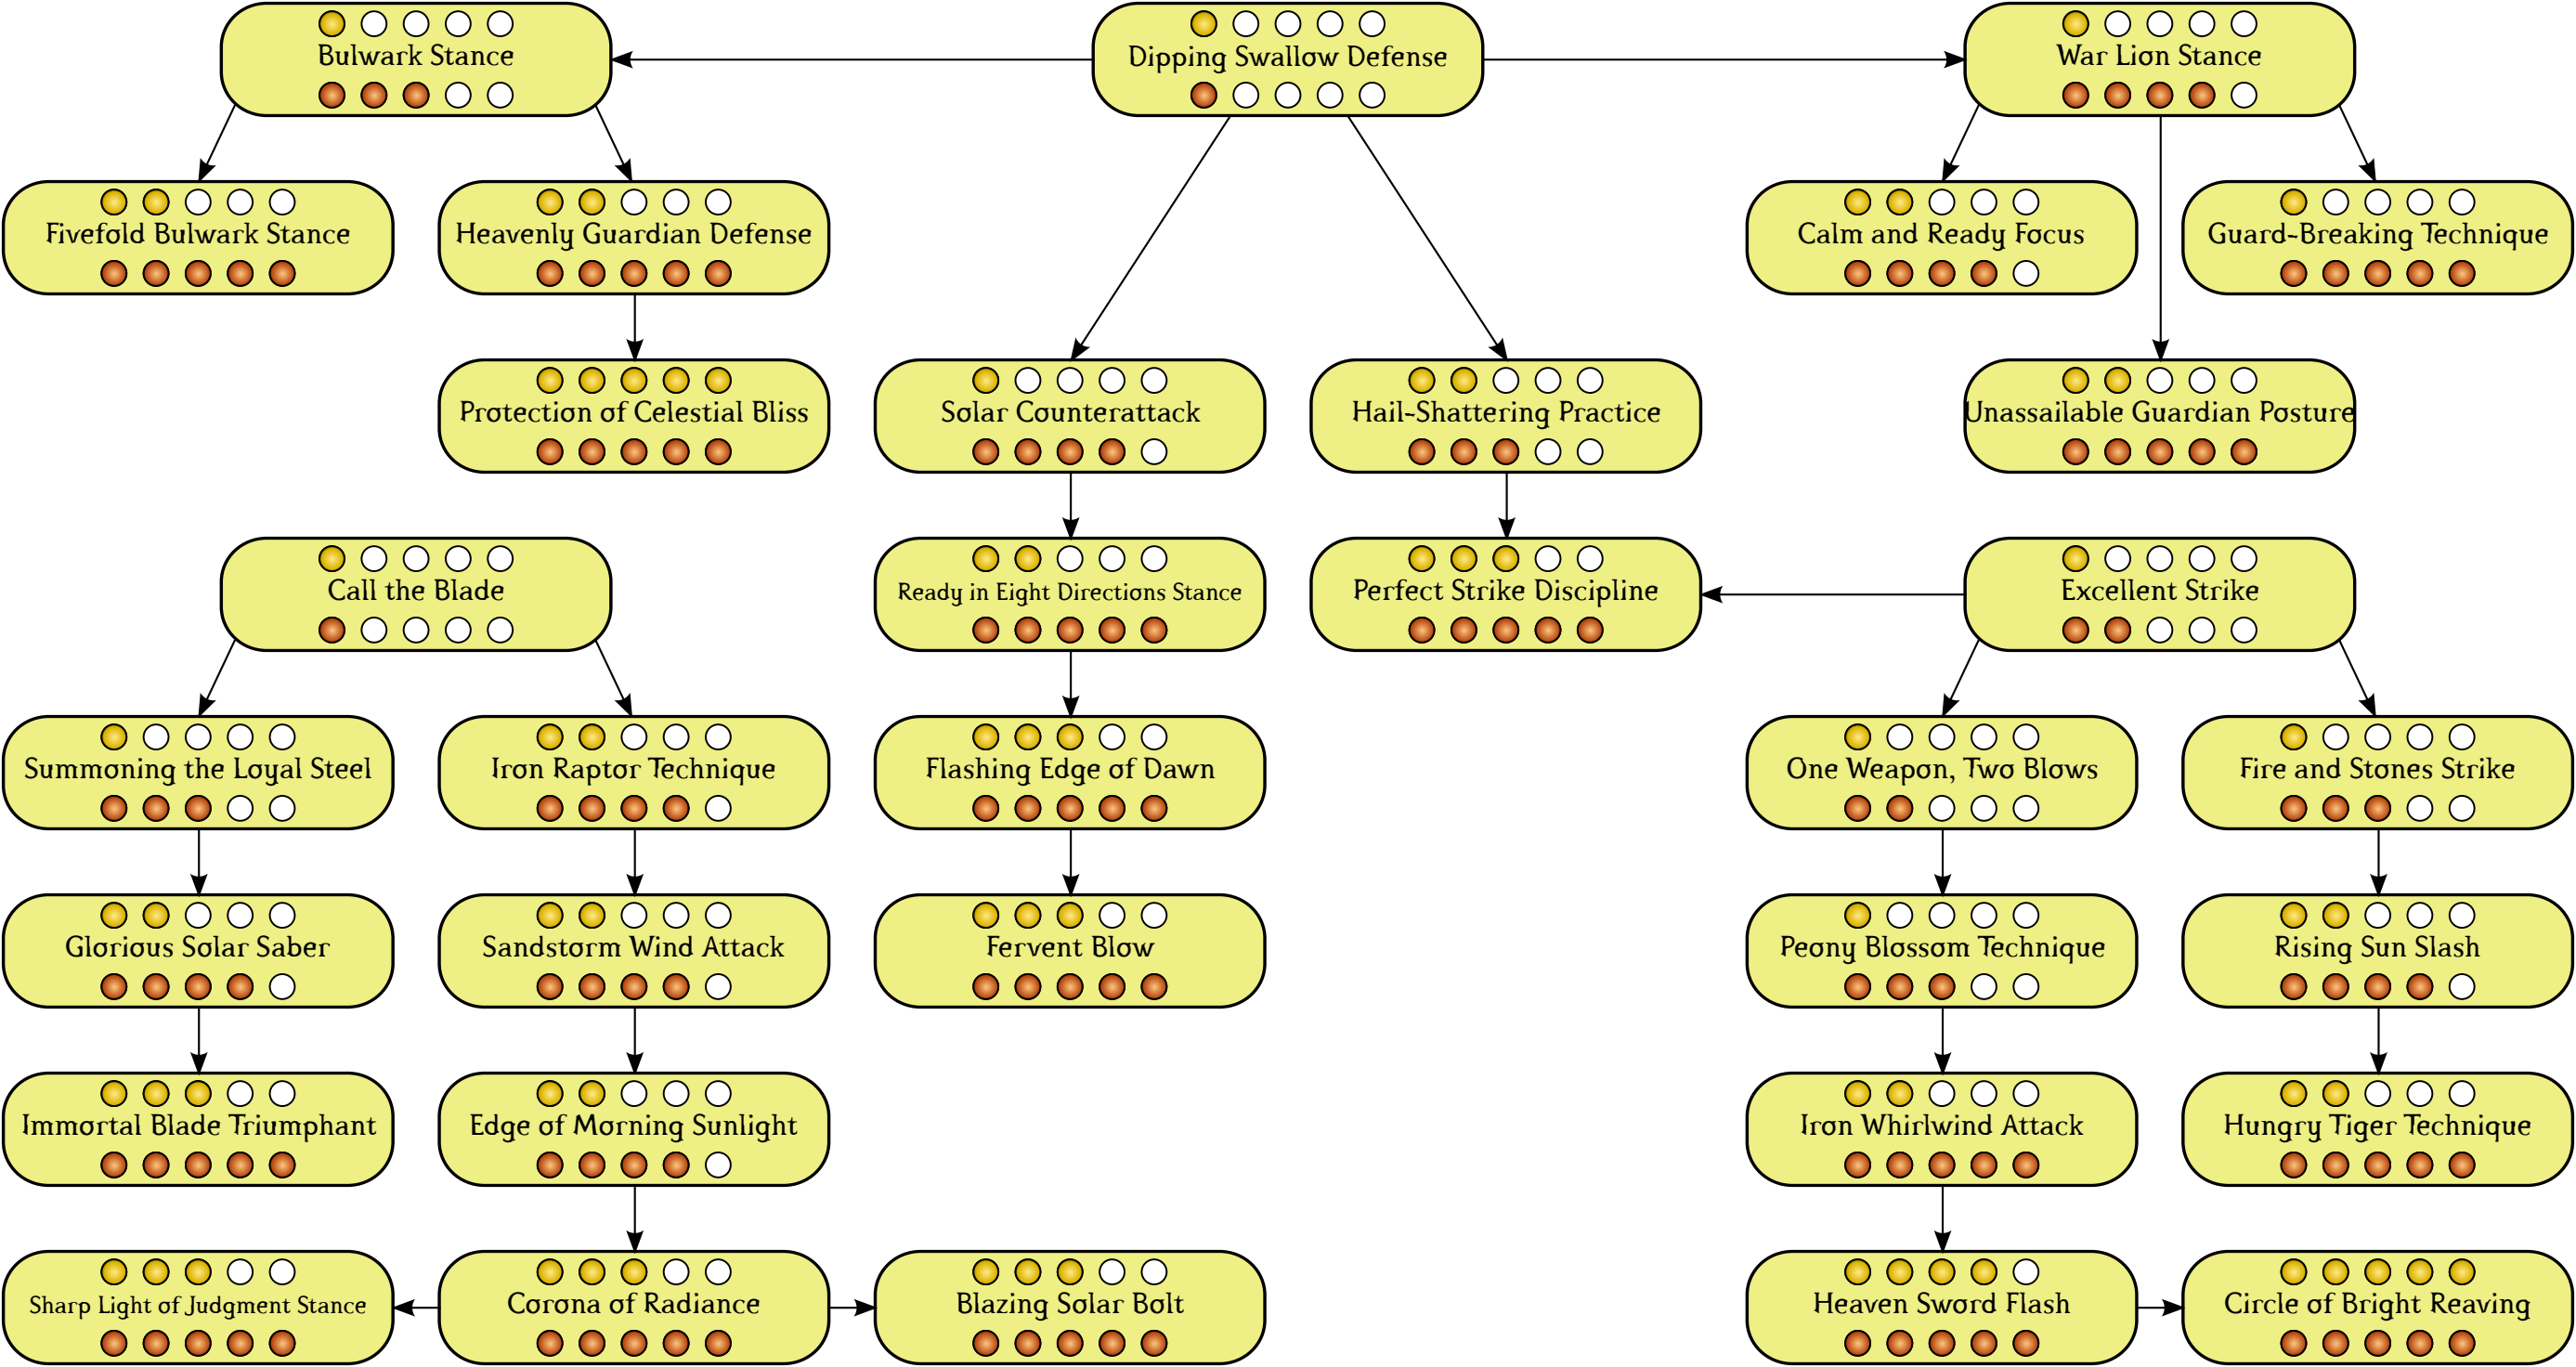 Bulwark Stance
Dipping Swallow Defense
War Lion Stance
Fivefold Bulwark Stance
Heavenly Guardian Defense
Calm and Ready Focus
Guard-Breaking Technique
Protection of Celestial Bliss
Solar Counterattack
Hail-Shattering Practice
Unassailable Guardian Posture
Call the Blade
Ready in Eight Directions Stance
Perfect Strike Discipline
Excellent Strike
Summoning the Loyal Steel
Iron Raptor Technique
Flashing Edge of Dawn
One Weapon, Two Blows
Fire and Stones Strike
Glorious Solar Saber
Sandstorm Wind Attack
Fervent Blow
Peony Blossom Technique
Rising Sun Slash
Immortal Blade Triumphant
Edge of Morning Sunlight
Iron Whirlwind Attack
Hungry Tiger Technique
Sharp Light of Judgment Stance
Corona of Radiance
Blazing Solar Bolt
Heaven Sword Flash
Circle of Bright Reaving